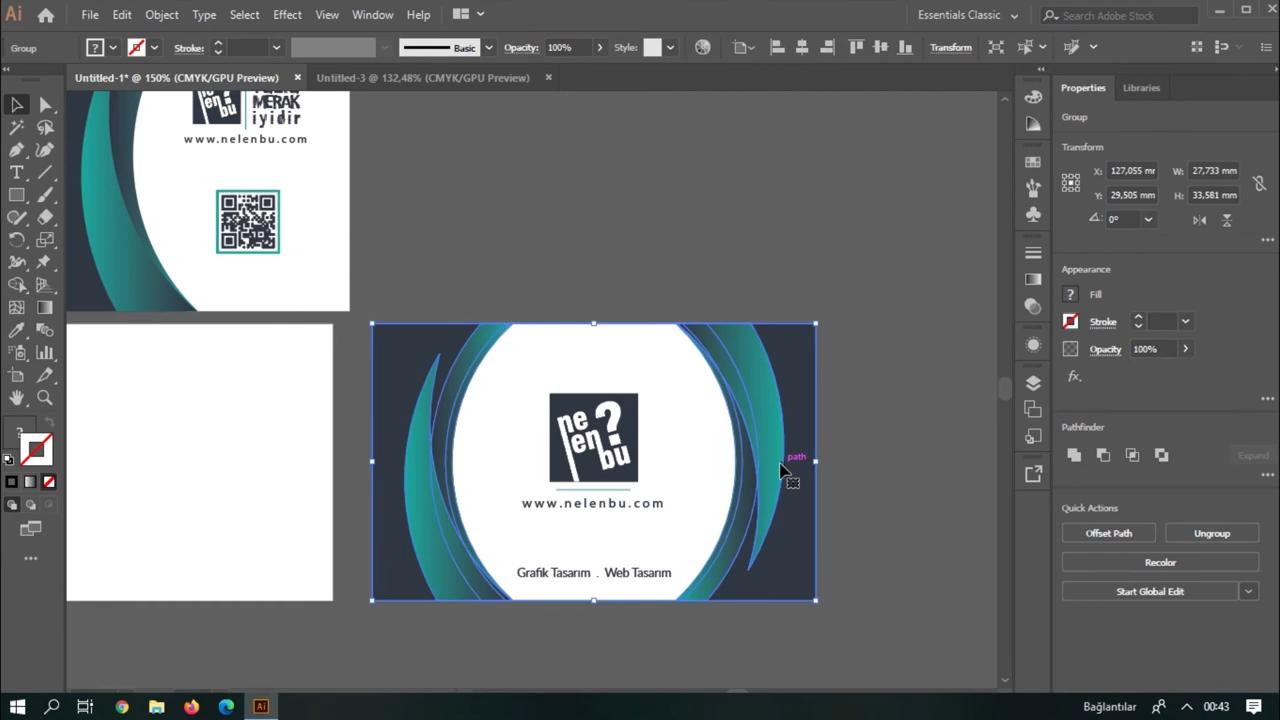 Ai File Edit Object Type Select Effect View Window Help Essentials Classic Search Adobe Stock
Group ? Stroke: Basic Opacity: 100% Style: Transform
Untitled-1* @ 150% (CMYK/GPU Preview) Untitled-3 @ 132,48% (CMYK/GPU Preview)
Properties Libraries
en bu MERAK
iyidir
www.nelenbu.com
Group
Transform
X: 127,055 mr W: 27,733 mm
Y: 29,505 mm H: 33,581 mm
0°
Appearance
? Fill
Stroke
Opacity 100%
fx.
ne ?
en
bu
path
www.nelenbu.com
Grafik Tasarım . Web Tasarım
Pathfinder
Expand
Quick Actions
Offset Path Ungroup
Recolor
Start Global Edit
Ai Bağlantılar 00:43